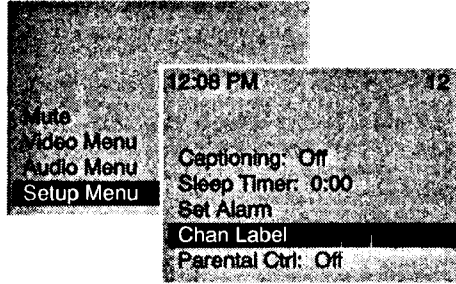 Mute
Video Menu
Audio Menu
Setup Menu
12:08 PM 12
Captioning: Off
Sleep Timer: 0:00
Set Alarm
Chan Label
Parental Ctrl: Off